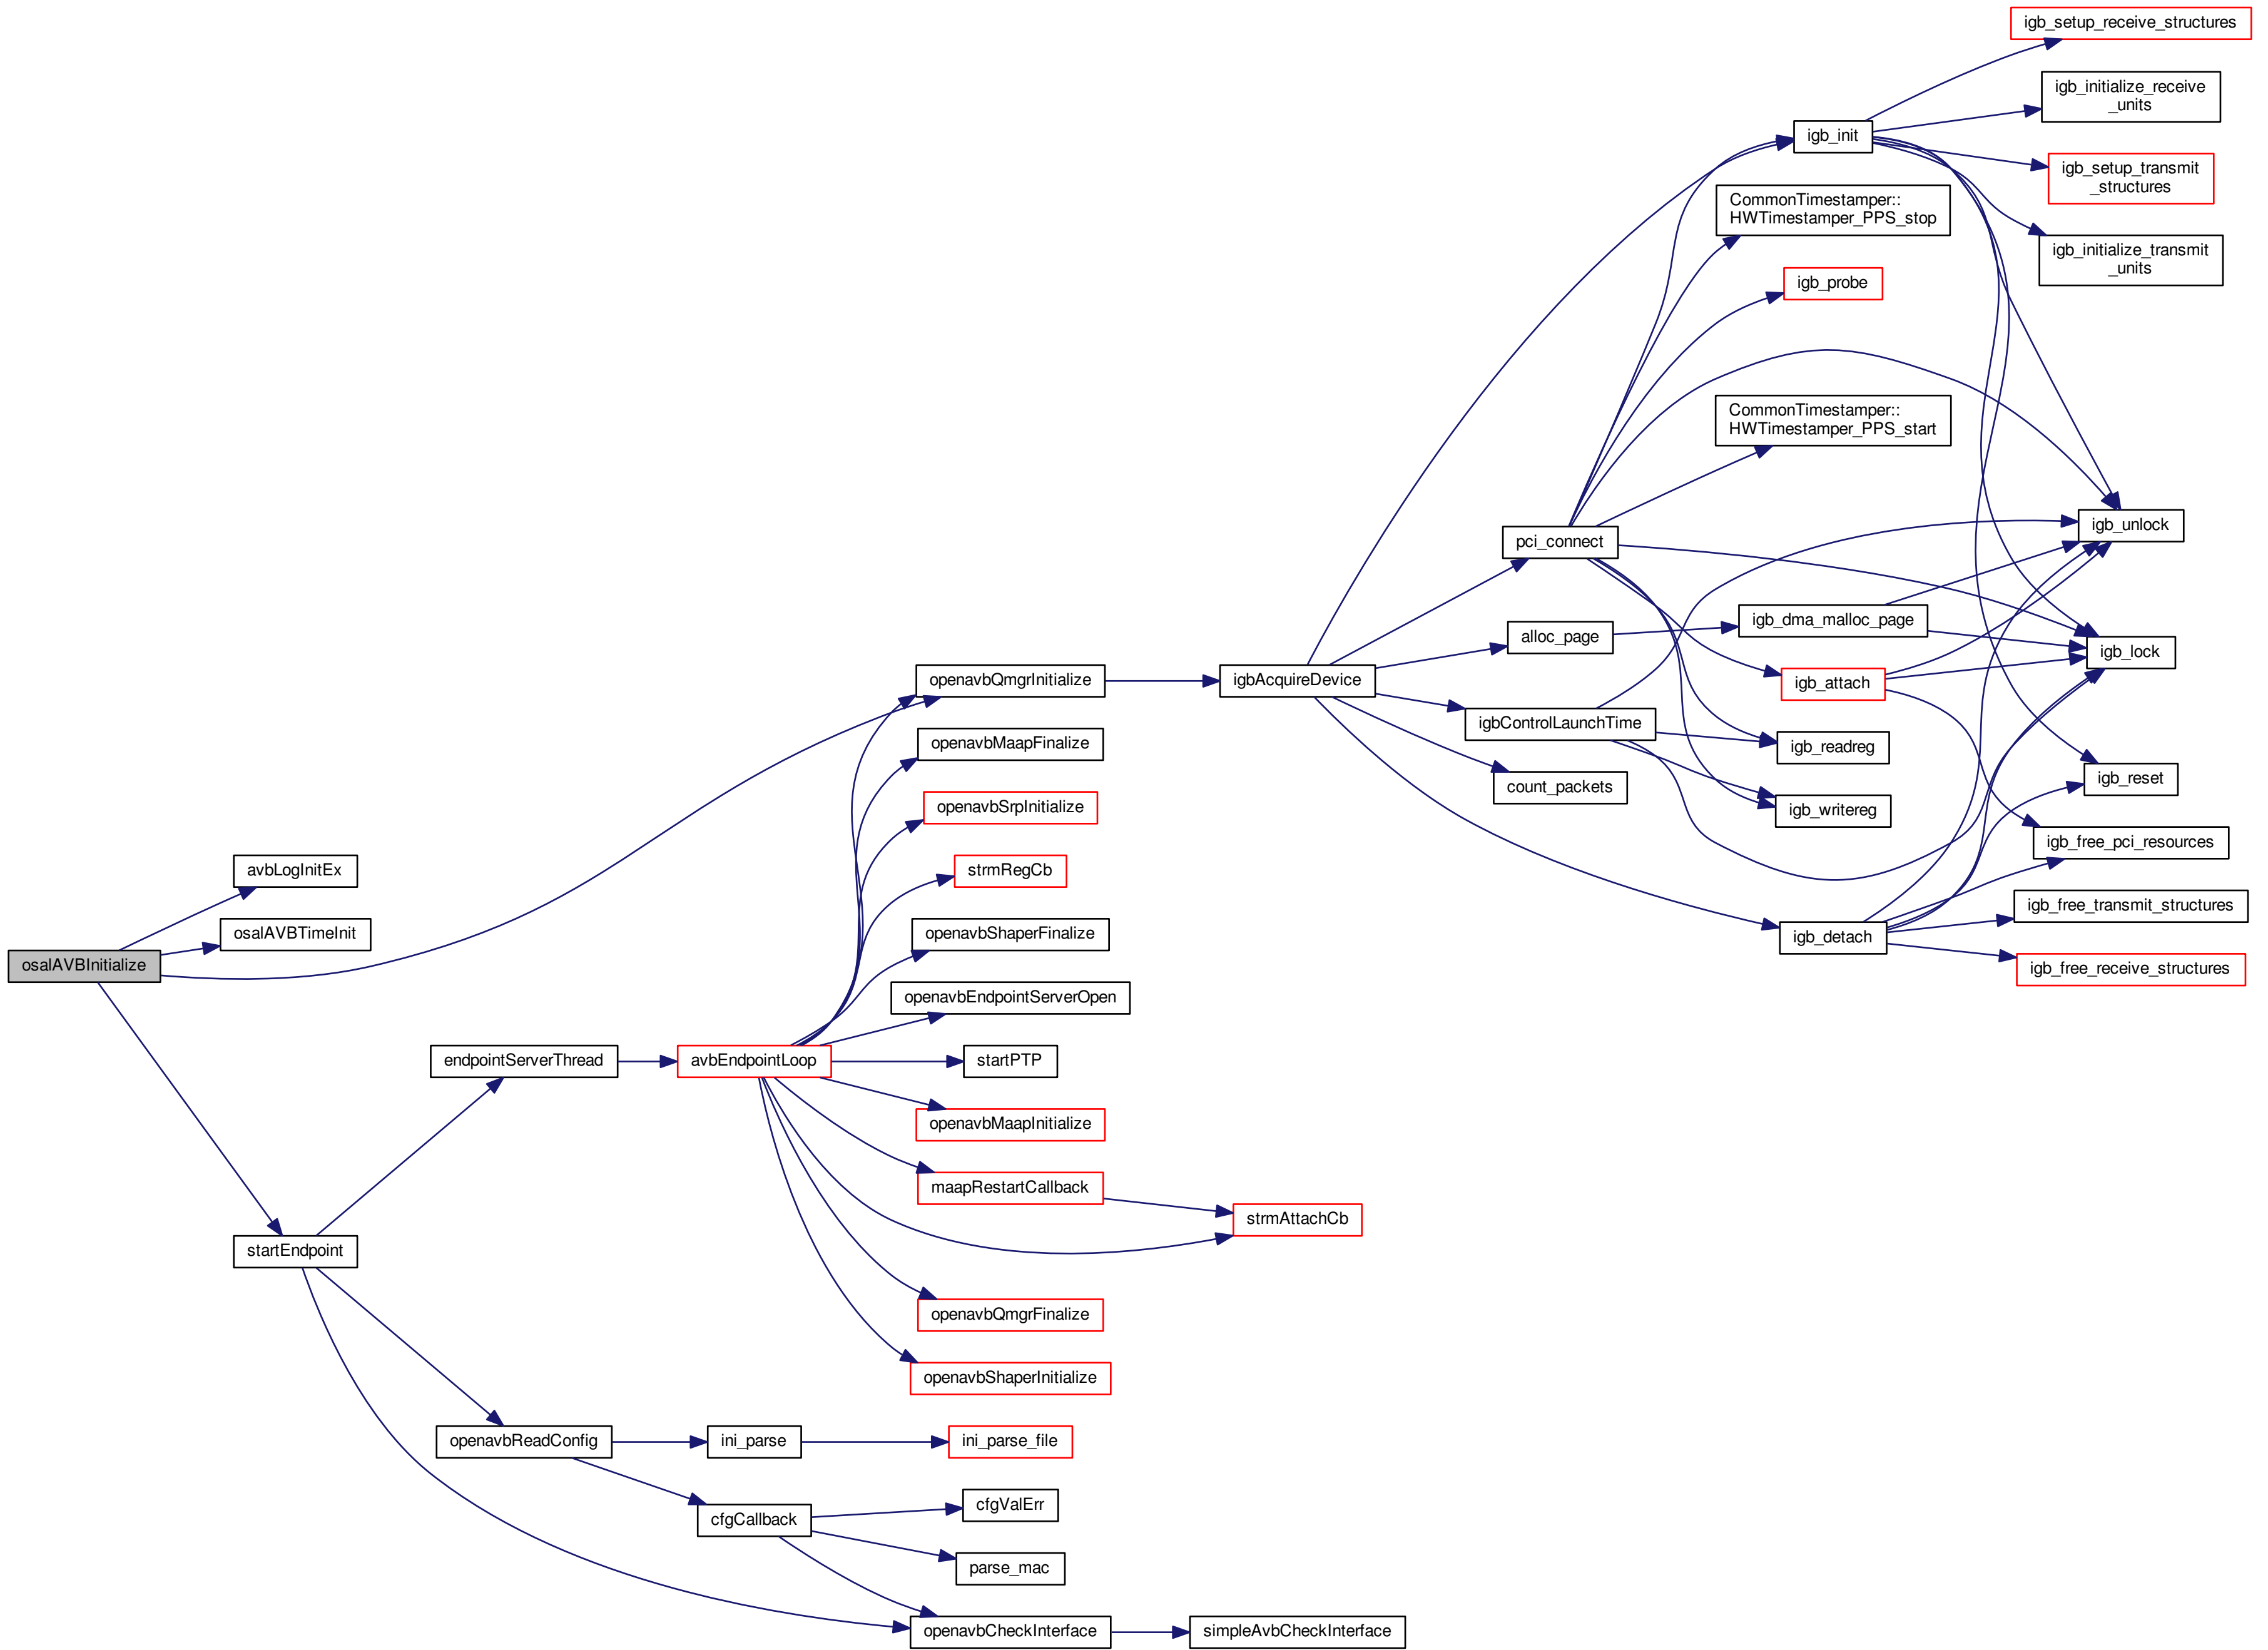 igb_setup_receive_structures
igb_initialize_receive
_units
igb_init
igb_setup_transmit
_structures
CommonTimestamper::
HWTimestamper_PPS_stop
igb_initialize_transmit
_units
igb_probe
CommonTimestamper::
HWTimestamper_PPS_start
igb_unlock
pci_connect
igb_dma_malloc_page
alloc_page
igb_lock
openavbQmgrInitialize
igbAcquireDevice
igb_attach
igbControlLaunchTime
openavbMaapFinalize
igb_readreg
igb_reset
count_packets
openavbSrpInitialize
igb_writereg
igb_free_pci_resources
avbLogInitEx
strmRegCb
igb_free_transmit_structures
osalAVBTimeInit
openavbShaperFinalize
igb_detach
osalAVBInitialize
igb_free_receive_structures
openavbEndpointServerOpen
endpointServerThread
avbEndpointLoop
startPTP
openavbMaapInitialize
maapRestartCallback
strmAttachCb
startEndpoint
openavbQmgrFinalize
openavbShaperInitialize
openavbReadConfig
ini_parse
ini_parse_file
cfgValErr
cfgCallback
parse_mac
openavbCheckInterface
simpleAvbCheckInterface